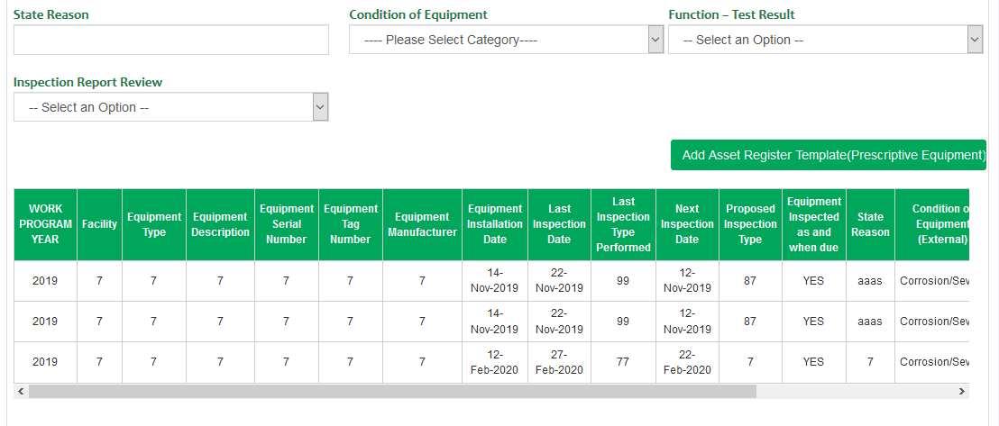 State Reason Condition of Equipment Function – Test Result
---- Please Select Category---- -- Select an Option --
Inspection Report Review
-- Select an Option --
Add Asset Register Template(Prescriptive Equipment)
WORK PROGRAM YEAR Facility Equipment Type Equipment Description Equipment Serial Number Equipment Tag Number Equipment Manufacturer Equipment Installation Date Last Inspection Date Last Inspection Type Performed Next Inspection Date Proposed Inspection Type Equipment Inspected as and when due State Reason Condition of Equipment (External)
2019 7 7 7 7 7 7 14-Nov-2019 22-Nov-2019 99 12-Nov-2019 87 YES aaas Corrosion/Sev
2019 7 7 7 7 7 7 14-Nov-2019 22-Nov-2019 99 12-Nov-2019 87 YES aaas Corrosion/Sev
2019 7 7 7 7 7 7 12-Feb-2020 27-Feb-2020 77 22-Feb-2020 7 YES 7 Corrosion/Sev